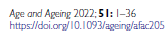 Age and Ageing 2022; 51: 1–36
https://doi.org/10.1093/ageing/afac205